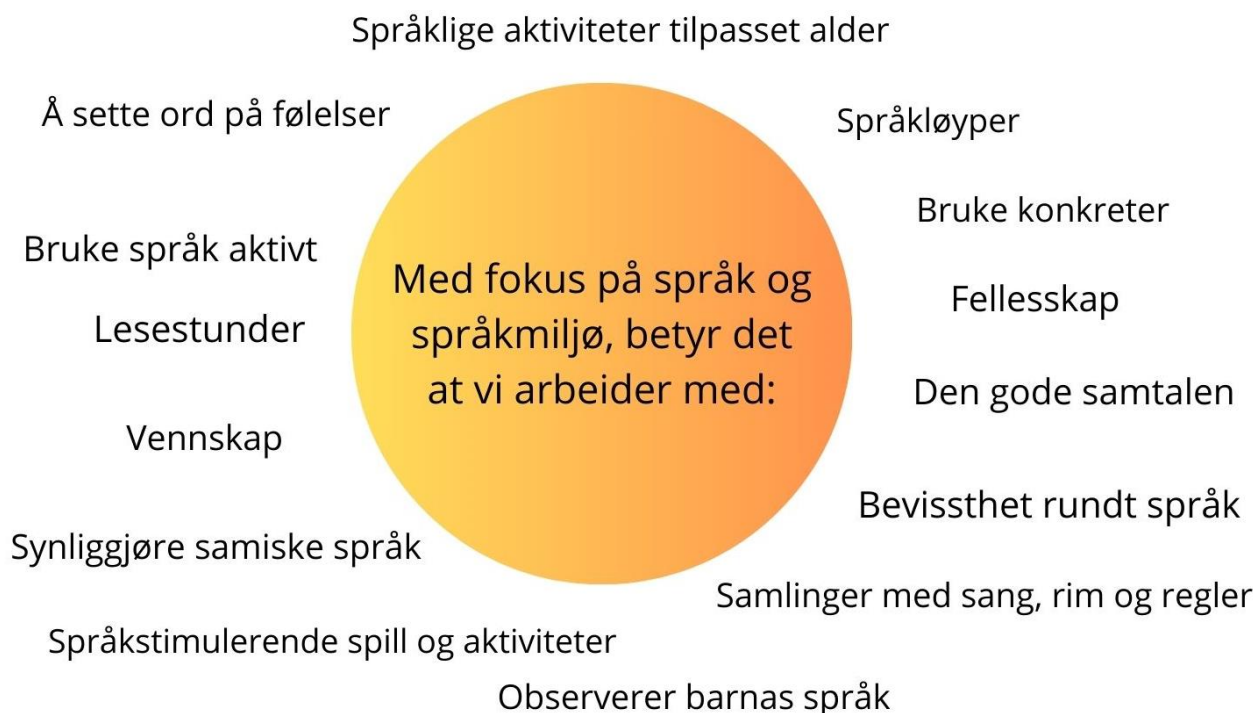 Språklige aktiviteter tilpasset alder
Å sette ord på følelser
Språkløyper
Bruke konkreter
Bruke språk aktivt
Med fokus på språk og
språkmiljø, betyr det
at vi arbeider med:
Fellesskap
Lesestunder
Den gode samtalen
Vennskap
Bevissthet rundt språk
Synliggjøre samiske språk
Samlinger med sang, rim og regler
Språkstimulerende spill og aktiviteter
Observerer barnas språk